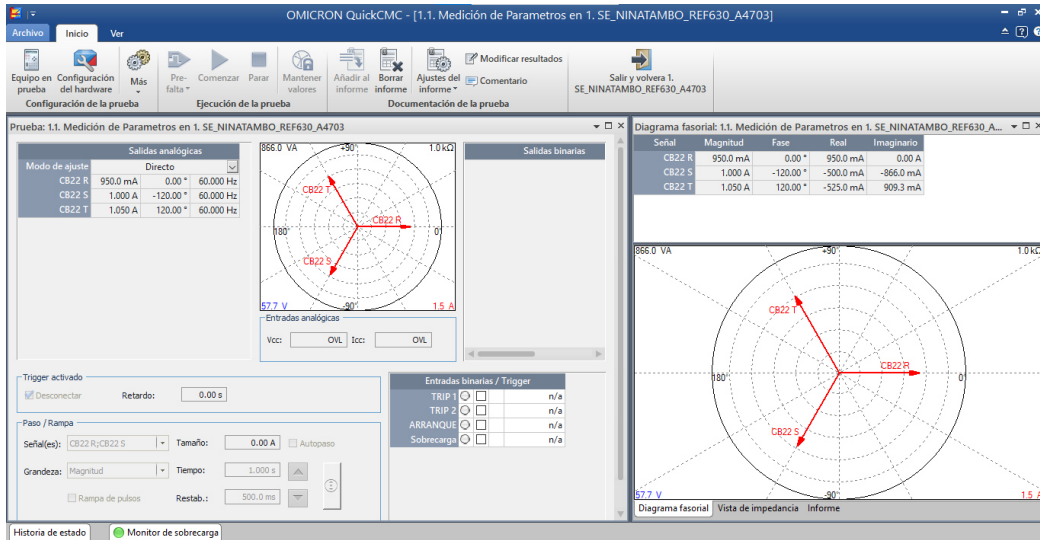 OMICRON QuickCMC - [1.1. Medición de Parametros en 1. SE_NINATAMBO_REF630_A4703]
Archivo Inicio Ver
Equipo en prueba
Configuración del hardware
Más
Configuración de la prueba
Pre-falta
Comenzar
Parar
Mantener valores
Ejecución de la prueba
Añadir al informe
Borrar informe
Ajustes del informe
Modificar resultados
Comentario
Documentación de la prueba
Salir y volvera 1. SE_NINATAMBO_REF630_A4703
Prueba: 1.1. Medición de Parametros en 1. SE_NINATAMBO_REF630_A4703
Salidas analógicas
Modo de ajuste Directo
CB22 R 950.0 mA 0.00 ° 60.000 Hz
CB22 S 1.000 A -120.00 ° 60.000 Hz
CB22 T 1.050 A 120.00 ° 60.000 Hz
866.0 VA +90° 1.0 kΩ
CB22 T
CB22 R
180° 0°
CB22 S
57.7 V -90° 1.5 A
Entradas analógicas
Vcc: OVL Icc: OVL
Salidas binarias
Trigger activado
Desconectar Retardo: 0.00 s
Paso / Rampa
Señal(es): CB22 R;CB22 S Tamaño: 0.00 A Autopaso
Grandeza: Magnitud Tiempo: 1.000 s
Rampa de pulsos Restab.: 500.0 ms
Entradas binarias / Trigger
TRIP 1 n/a
TRIP 2 n/a
ARRANQUE n/a
Sobrecarga n/a
Diagrama fasorial: 1.1. Medición de Parametros en 1. SE_NINATAMBO_REF630_A...
Señal Magnitud Fase Real Imaginario
CB22 R 950.0 mA 0.00 ° 950.0 mA 0.00 A
CB22 S 1.000 A -120.00 ° -500.0 mA -866.0 mA
CB22 T 1.050 A 120.00 ° -525.0 mA 909.3 mA
866.0 VA +90° 1.0 kΩ
CB22 T
CB22 R
180° 0°
CB22 S
57.7 V -90° 1.5 A
Diagrama fasorial Vista de impedancia Informe
Historia de estado Monitor de sobrecarga